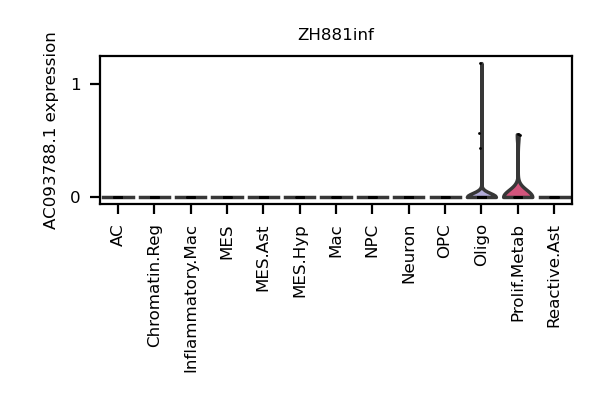 ZH881inf
AC093788.1 expression
1
0
AC
Chromatin.Reg
Inflammatory.Mac
MES
MES.Ast
MES.Hyp
Mac
NPC
Neuron
OPC
Oligo
Prolif.Metab
Reactive.Ast